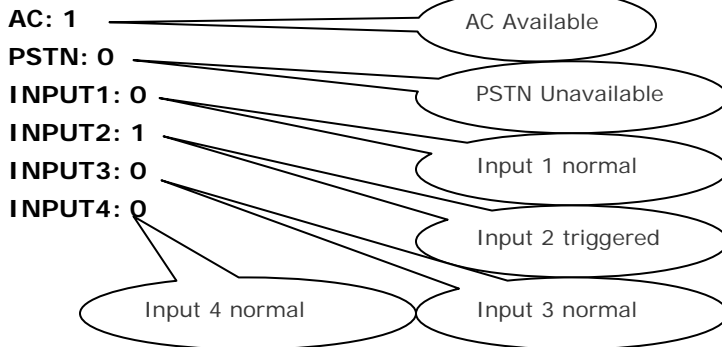 AC: 1
AC Available
PSTN: 0
PSTN Unavailable
INPUT1: 0
Input 1 normal
INPUT2: 1
INPUT3: 0
Input 2 triggered
INPUT4: 0
Input 4 normal
Input 3 normal